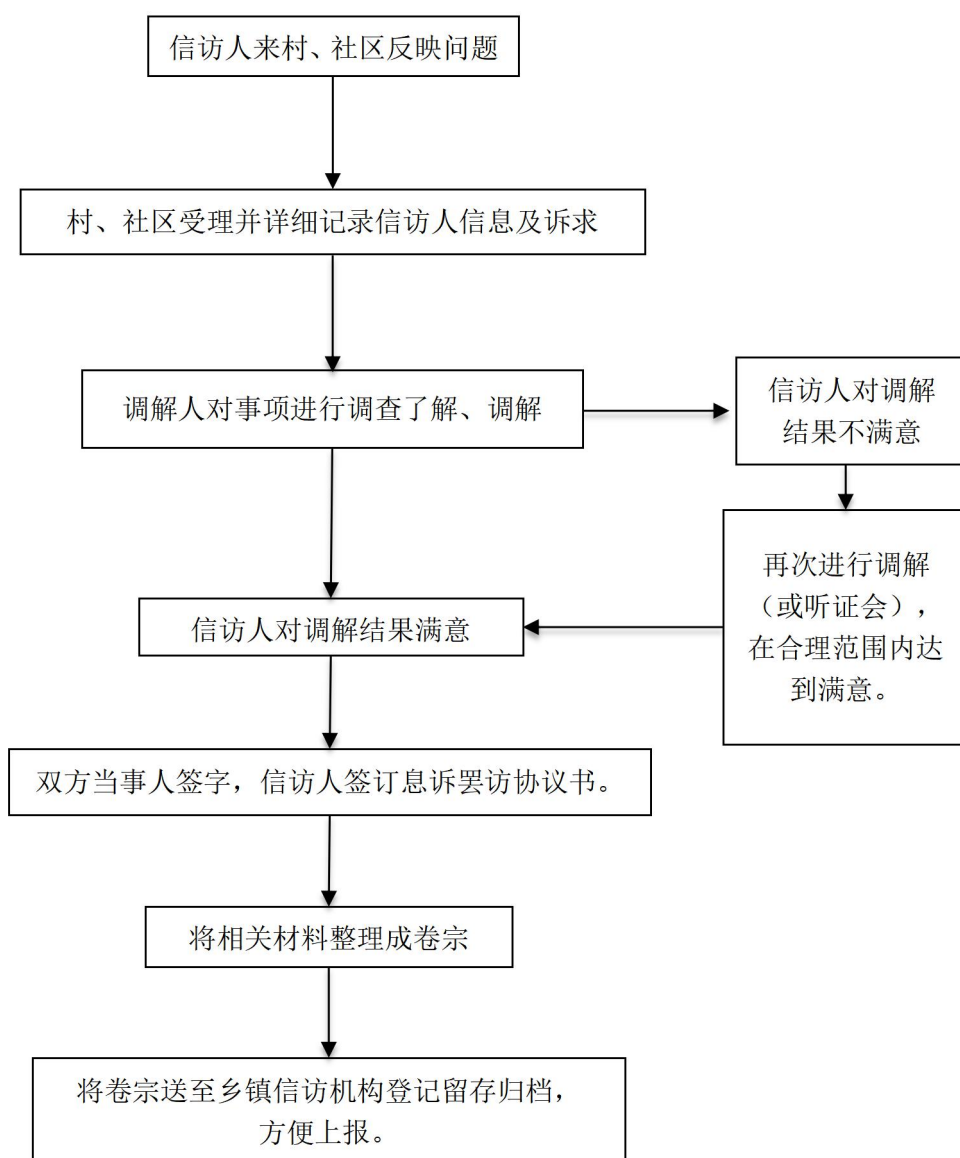 信访人来村、社区反映问题
村、社区受理并详细记录信访人信息及诉求
调解人对事项进行调查了解、调解
信访人对调解
结果不满意
再次进行调解
（或听证会），
在合理范围内达
到满意。
信访人对调解结果满意
双方当事人签字，信访人签订息诉罢访协议书。
将相关材料整理成卷宗
将卷宗送至乡镇信访机构登记留存归档，
方便上报。